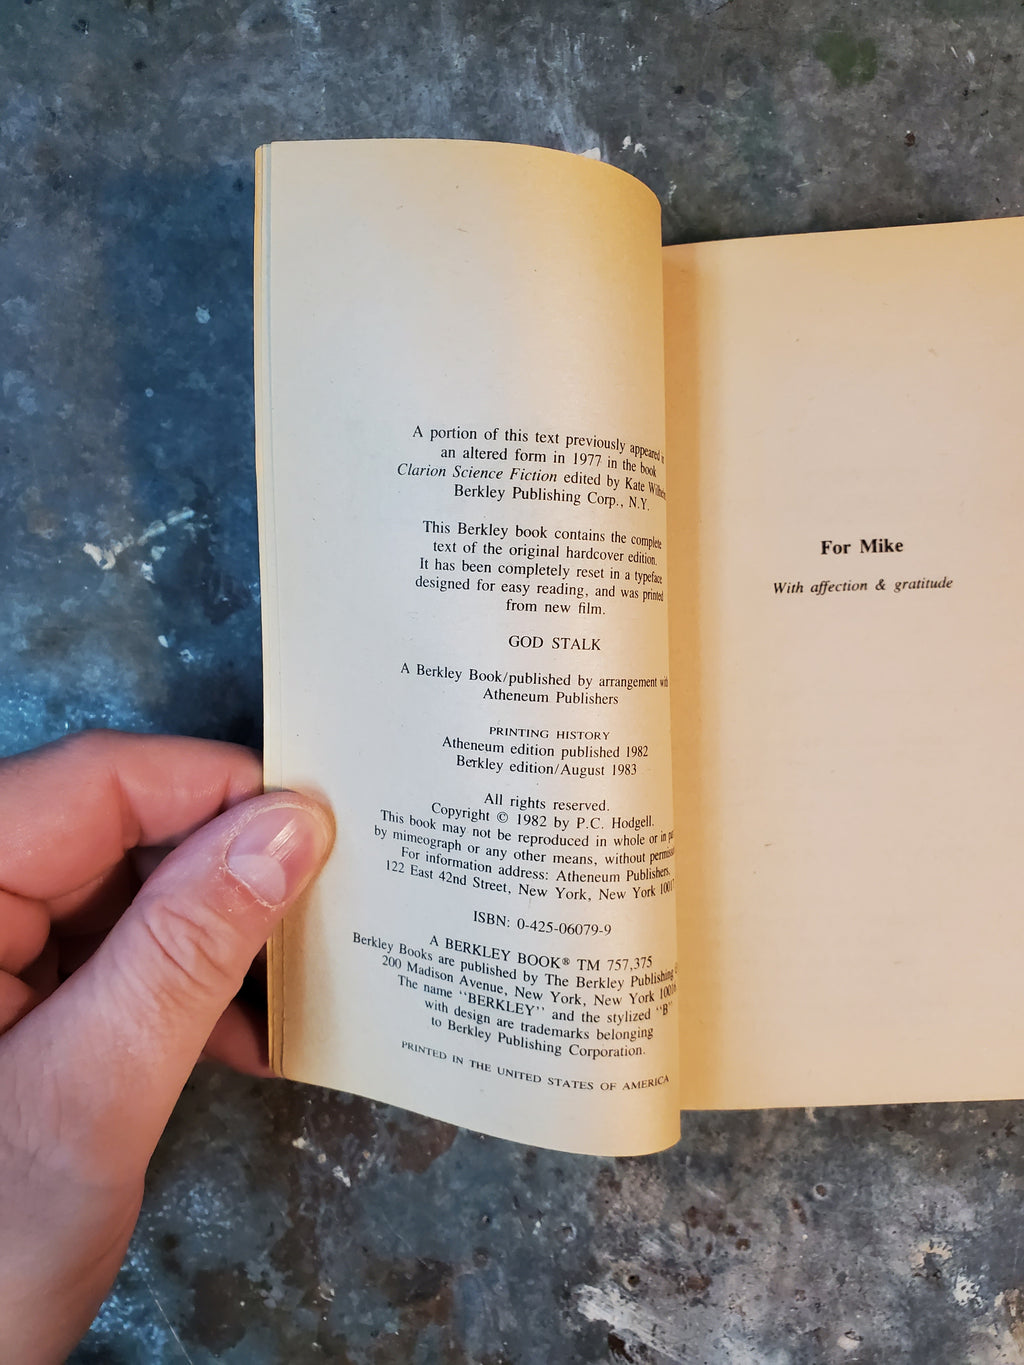 A portion of this text previously appeared
an altered form in 1977 in the book
Clarion Science Fiction edited by Kate
Berkley Publishing Corp., N.Y.
This Berkley book contains the complete
text of the original hardcover edition.
It has been completely reset in a typeface
designed for easy reading, and was printed
from new film.
GOD STALK
A Berkley Book/published by arrangement with
Atheneum Publishers
PRINTING HISTORY
Atheneum edition published 1982
Berkley edition/August 1983
All rights reserved.
Copyright © 1982 by P.C. Hodgell.
This book may not be reproduced in whole or in
by mimeograph or any other means, without
For information address: Atheneum Publishers,
122 East 42nd Street, New York, New York
ISBN: 0-425-06079-9
A BERKLEY BOOK® TM 757,375
Berkley Books are published by The Berkley Publishing
200 Madison Avenue, New York, New York
The name "BERKLEY" and the stylized "B"
with design are trademarks belonging
to Berkley Publishing Corporation.
PRINTED IN THE UNITED STATES OF AMERICA
For Mike
With affection & gratitude